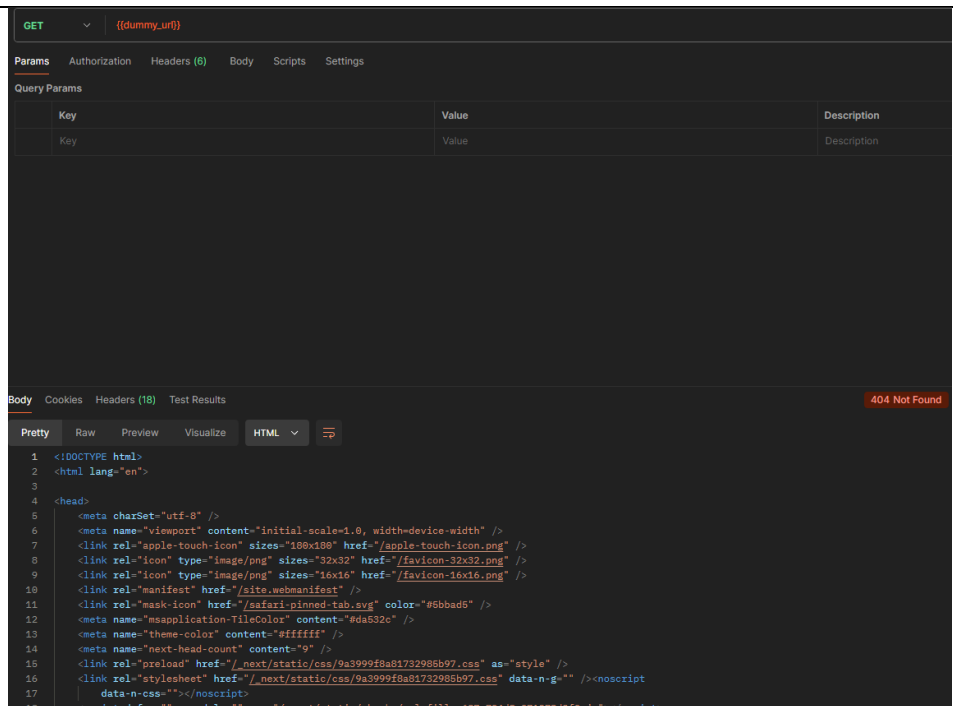 GET {{dummy_url}}
Params Authorization Headers (6) Body Scripts Settings
Query Params
Key Value Description
Key Value Description
Body Cookies Headers (18) Test Results 404 Not Found
Pretty Raw Preview Visualize HTML
1 <!DOCTYPE html>
2 <html lang="en">
3
4 <head>
5 <meta charSet="utf-8" />
6 <meta name="viewport" content="initial-scale=1.0, width=device-width" />
7 <link rel="apple-touch-icon" sizes="180x180" href="/apple-touch-icon.png" />
8 <link rel="icon" type="image/png" sizes="32x32" href="/favicon-32x32.png" />
9 <link rel="icon" type="image/png" sizes="16x16" href="/favicon-16x16.png" />
10 <link rel="manifest" href="/site.webmanifest" />
11 <link rel="mask-icon" href="/safari-pinned-tab.svg" color="#5bbad5" />
12 <meta name="msapplication-TileColor" content="#da532c" />
13 <meta name="theme-color" content="#ffffff" />
14 <meta name="next-head-count" content="9" />
15 <link rel="preload" href="/_next/static/css/9a3999f8a81732985b97.css" as="style" />
16 <link rel="stylesheet" href="/_next/static/css/9a3999f8a81732985b97.css" data-n-g="" /><noscript
17 data-n-css=""></noscript>